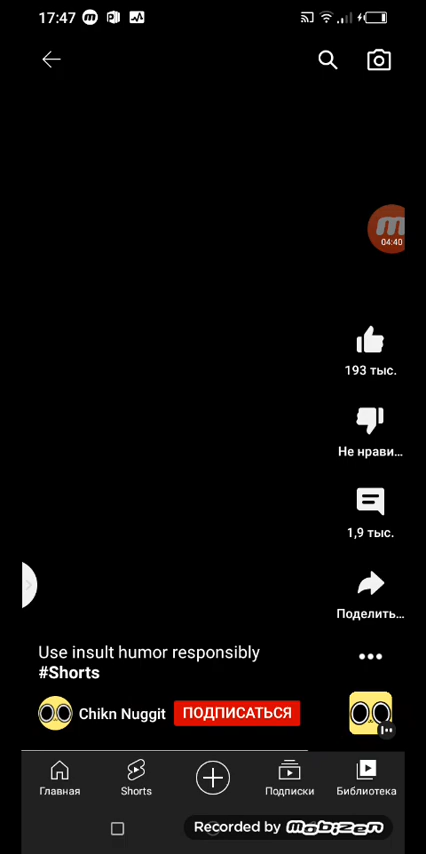 17:47
04:40
193 тыс.
Не нрави...
1,9 тыс.
Поделить...
Use insult humor responsibly
#Shorts
Chikn Nuggit ПОДПИСАТЬСЯ
Главная Shorts Подписки Библиотека
Recorded by mobizen